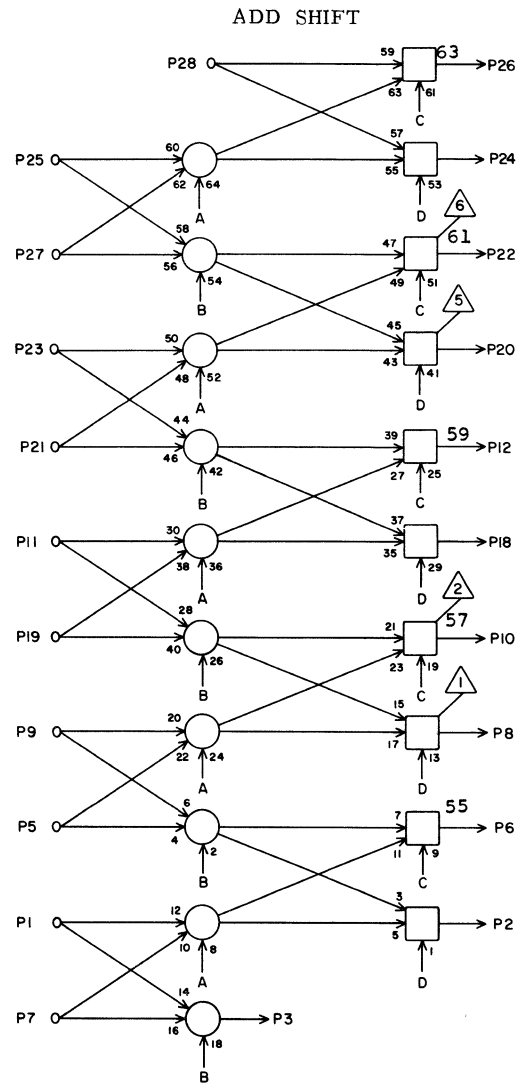 ADD SHIFT
P28 59 63 P26
63 61
C
57
P25 60 55 P24
62 64 53
A D
6
58 61
P27 56 47 P22
54 49 51
B C
5
50 45
P23 43 P20
48 52 41
A D
44 59
P21 46 39 P12
42 27 25
B C
37
P11 30 35 P18
38 36 29
A D
2
28 57
P19 40 21 P10
26 23 19
B C
1
20 15
P9 17 P8
22 24 13
A D
6 55
P5 4 7 P6
2 11 9
B C
12 3
P1 5 P2
10 8 1
A D
14
P7 16 P3
18
B